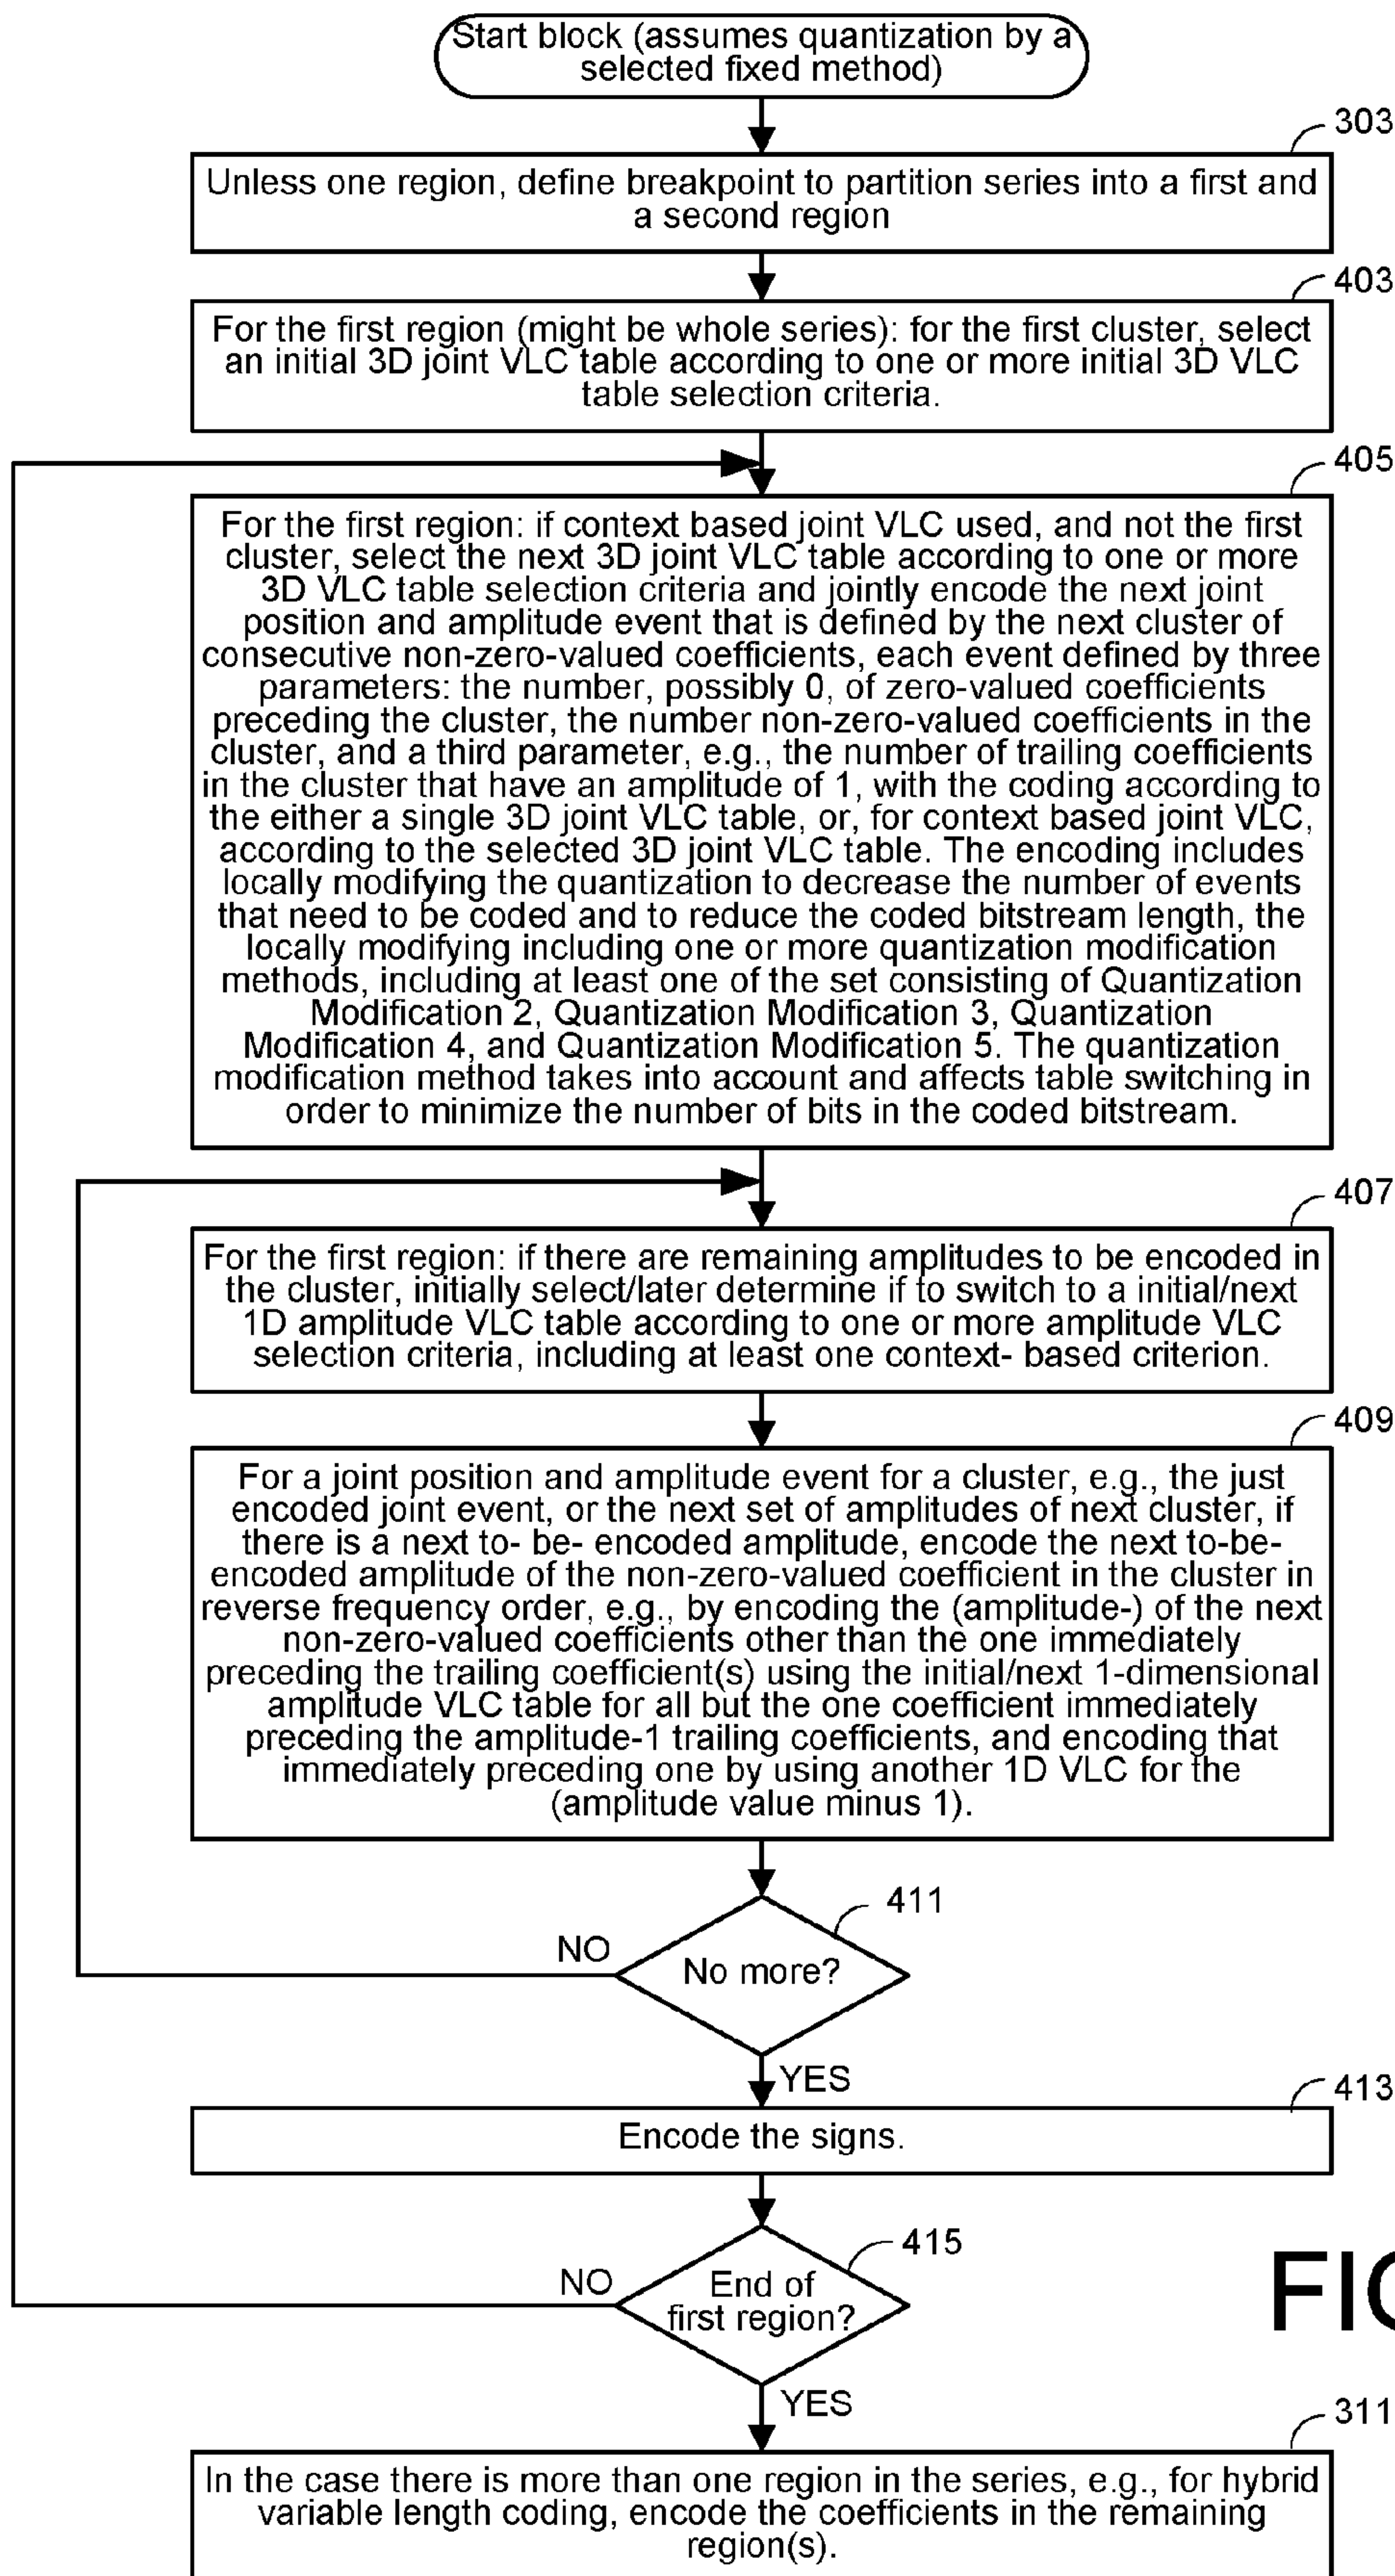 Start block (assumes quantization by a
selected fixed method)
303
Unless one region, define breakpoint to partition series into a first and
a second region
403
For the first region (might be whole series): for the first cluster, select
an initial 3D joint VLC table according to one or more initial 3D VLC
table selection criteria.
405
For the first region: if context based joint VLC used, and not the first
cluster, select the next 3D joint VLC table according to one or more
3D VLC table selection criteria and jointly encode the next joint
position and amplitude event that is defined by the next cluster of
consecutive non-zero-valued coefficients, each event defined by three
parameters: the number, possibly 0, of zero-valued coefficients
preceding the cluster, the number non-zero-valued coefficients in the
cluster, and a third parameter, e.g., the number of trailing coefficients
in the cluster that have an amplitude of 1, with the coding according to
the either a single 3D joint VLC table, or, for context based joint VLC,
according to the selected 3D joint VLC table. The encoding includes
locally modifying the quantization to decrease the number of events
that need to be coded and to reduce the coded bitstream length, the
locally modifying including one or more quantization modification
methods, including at least one of the set consisting of Quantization
Modification 2, Quantization Modification 3, Quantization
Modification 4, and Quantization Modification 5. The quantization
modification method takes into account and affects table switching in
order to minimize the number of bits in the coded bitstream.
407
For the first region: if there are remaining amplitudes to be encoded in
the cluster, initially select/later determine if to switch to a initial/next
1D amplitude VLC table according to one or more amplitude VLC
selection criteria, including at least one context- based criterion.
409
For a joint position and amplitude event for a cluster, e.g., the just
encoded joint event, or the next set of amplitudes of next cluster, if
there is a next to- be- encoded amplitude, encode the next to-be-
encoded amplitude of the non-zero-valued coefficient in the cluster in
reverse frequency order, e.g., by encoding the (amplitude-) of the next
non-zero-valued coefficients other than the one immediately
preceding the trailing coefficient(s) using the initial/next 1-dimensional
amplitude VLC table for all but the one coefficient immediately
preceding the amplitude-1 trailing coefficients, and encoding that
immediately preceding one by using another 1D VLC for the
(amplitude value minus 1).
411
NO
No more?
YES
413
Encode the signs.
415
NO
End of
first region?
FIG
YES
311
In the case there is more than one region in the series, e.g., for hybrid
variable length coding, encode the coefficients in the remaining
region(s).